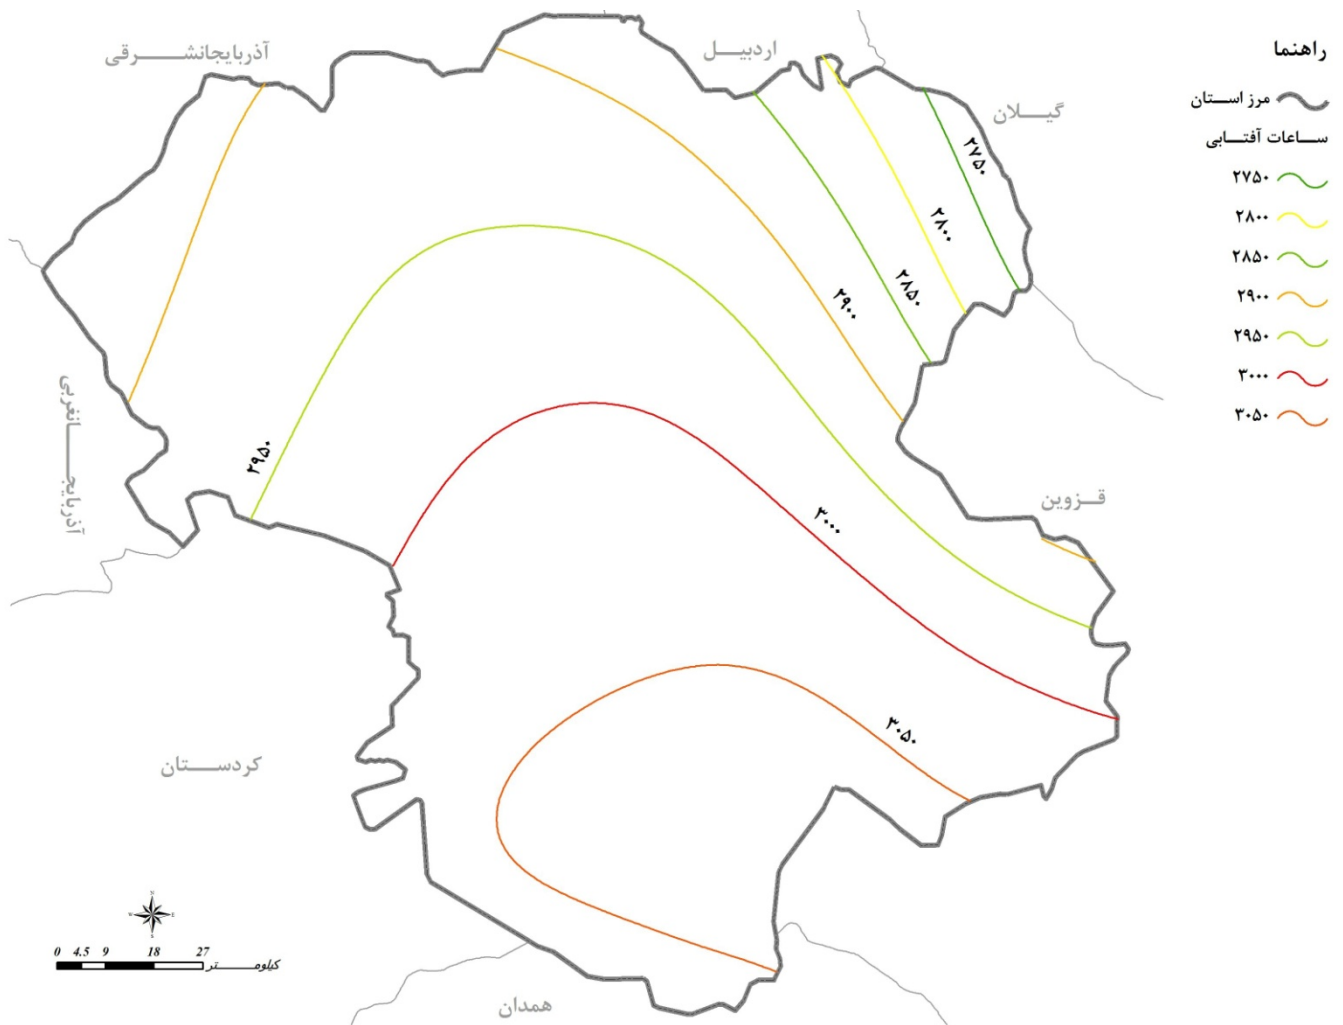 راهنما
مرز استان
ساعات آفتابی
۲۷۵۰
۲۸۰۰
۲۸۵۰
۲۹۰۰
۲۹۵۰
۳۰۰۰
۳۰۵۰
آذربایجانشرقی
اردبیل
گیلان
۲۷۵۰
۲۸۰۰
۲۸۵۰
۲۹۰۰
آذربایجانغربی
۲۹۵۰
قزوین
۳۰۰۰
۳۰۵۰
کردستان
همدان
N
W E
S
0 4.5 9 18 27
کیلومتر